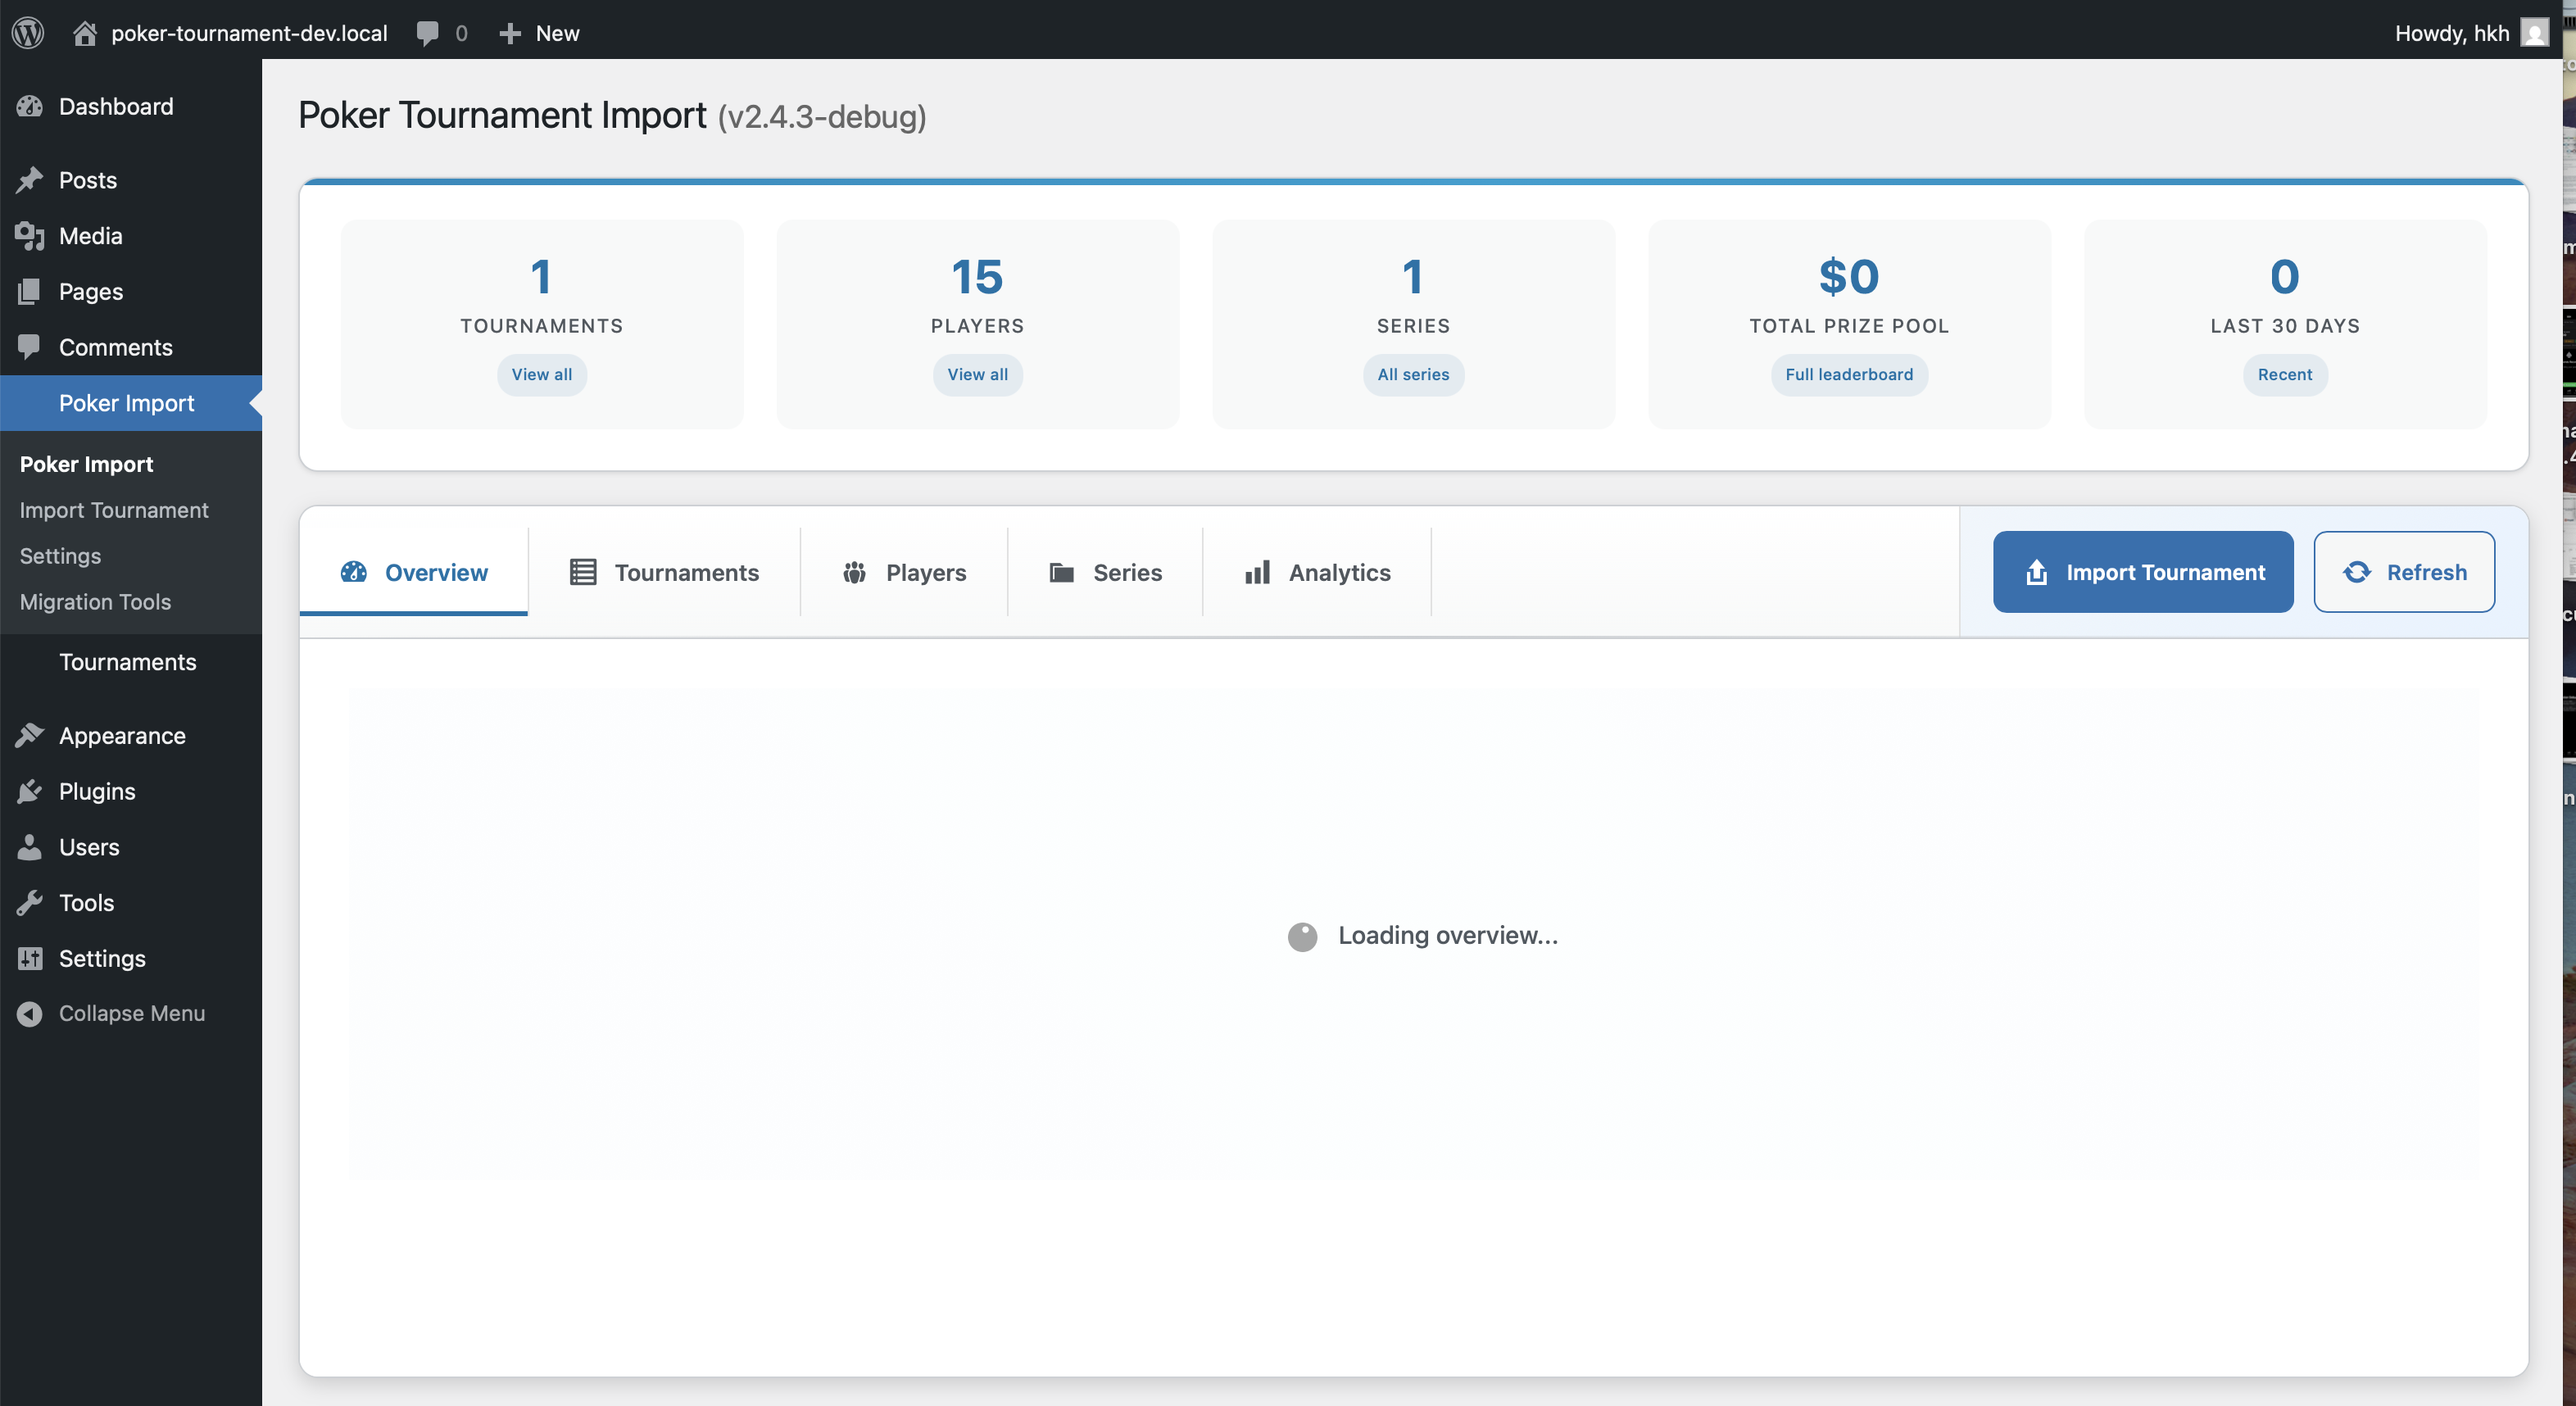 poker-tournament-dev.local 0 New Howdy, hkh
Dashboard
Posts
Media
Pages
Comments
Poker Import
Poker Import
Import Tournament
Settings
Migration Tools
Tournaments
Appearance
Plugins
Users
Tools
Settings
Collapse Menu
Poker Tournament Import (v2.4.3-debug)
1
TOURNAMENTS
View all
15
PLAYERS
View all
1
SERIES
All series
$0
TOTAL PRIZE POOL
Full leaderboard
0
LAST 30 DAYS
Recent
Overview Tournaments Players Series Analytics Import Tournament Refresh
Loading overview...